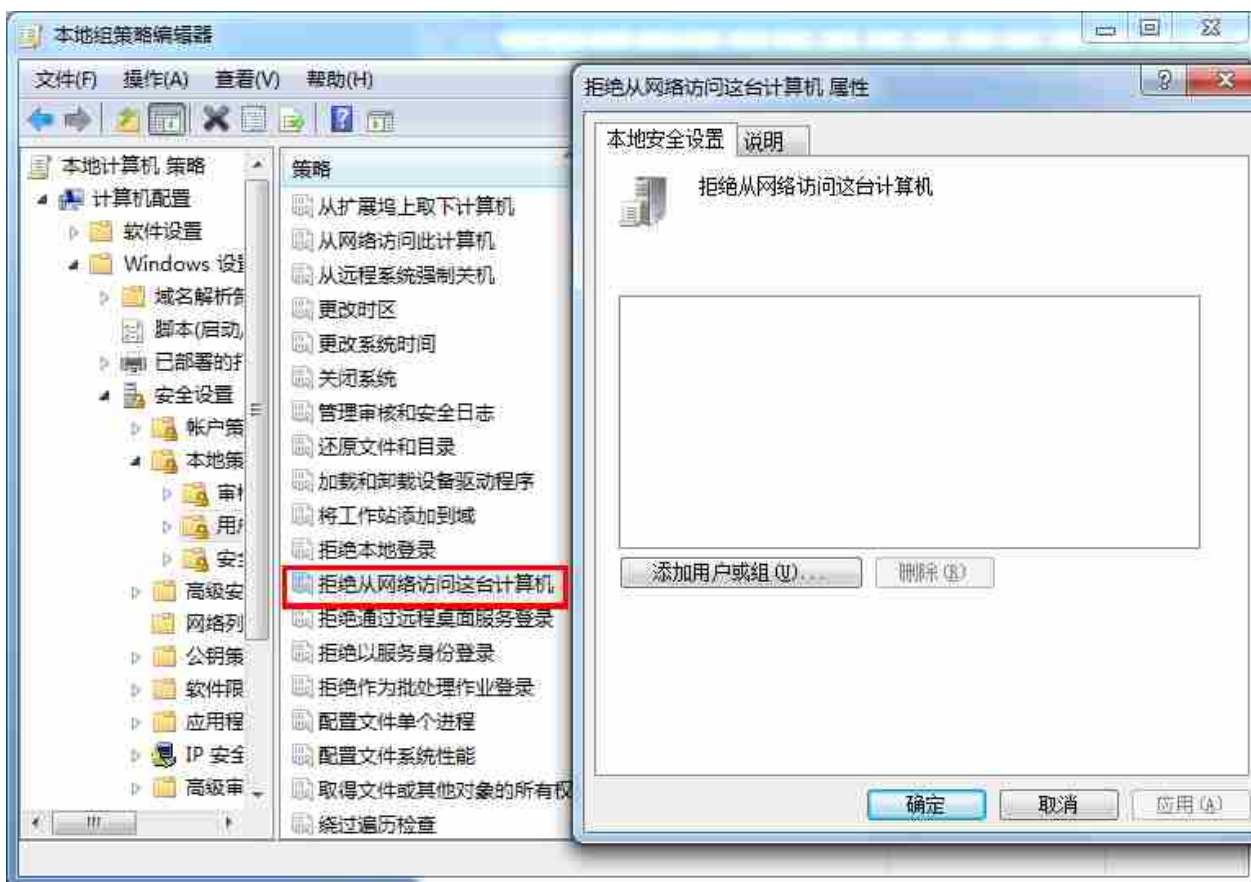 本地组策略编辑器
文件(F) 操作(A) 查看(V) 帮助(H)
本地计算机 策略
计算机配置
软件设置
Windows 设
域名解析
脚本(启动/
已部署的
安全设置
帐户策
本地策
审
用户
安全
高级安
网络列
公钥策
软件限
应用程
IP 安全
高级审
策略
从扩展坞上取下计算机
从网络访问此计算机
从远程系统强制关机
更改时区
更改系统时间
关闭系统
管理审核和安全日志
还原文件和目录
加载和卸载设备驱动程序
将工作站添加到域
拒绝本地登录
拒绝从网络访问这台计算机
拒绝通过远程桌面服务登录
拒绝以服务身份登录
拒绝作为批处理作业登录
配置文件单个进程
配置文件系统性能
取得文件或其他对象的所有权
绕过遍历检查
拒绝从网络访问这台计算机 属性
本地安全设置 说明
拒绝从网络访问这台计算机
添加用户或组(U)... 删除(R)
确定 取消 应用(A)